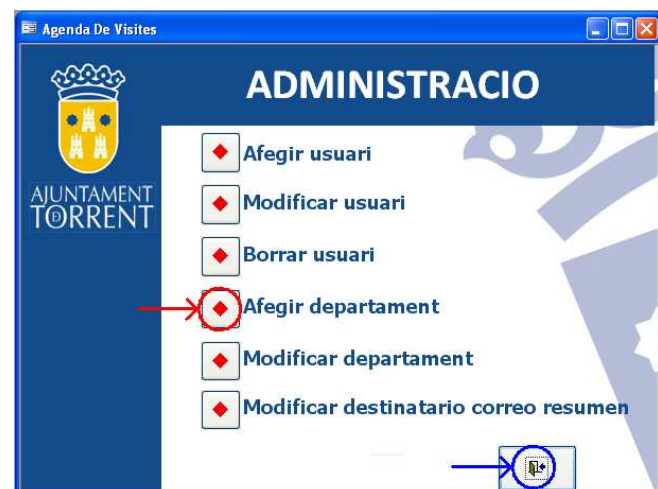 Agenda De Visites
ADMINISTRACIO
Afegir usuari
AJUNTAMENT
DE
TORRENT
Modificar usuari
Borrar usuari
Afegir departament
Modificar departament
Modificar destinatario correo resumen